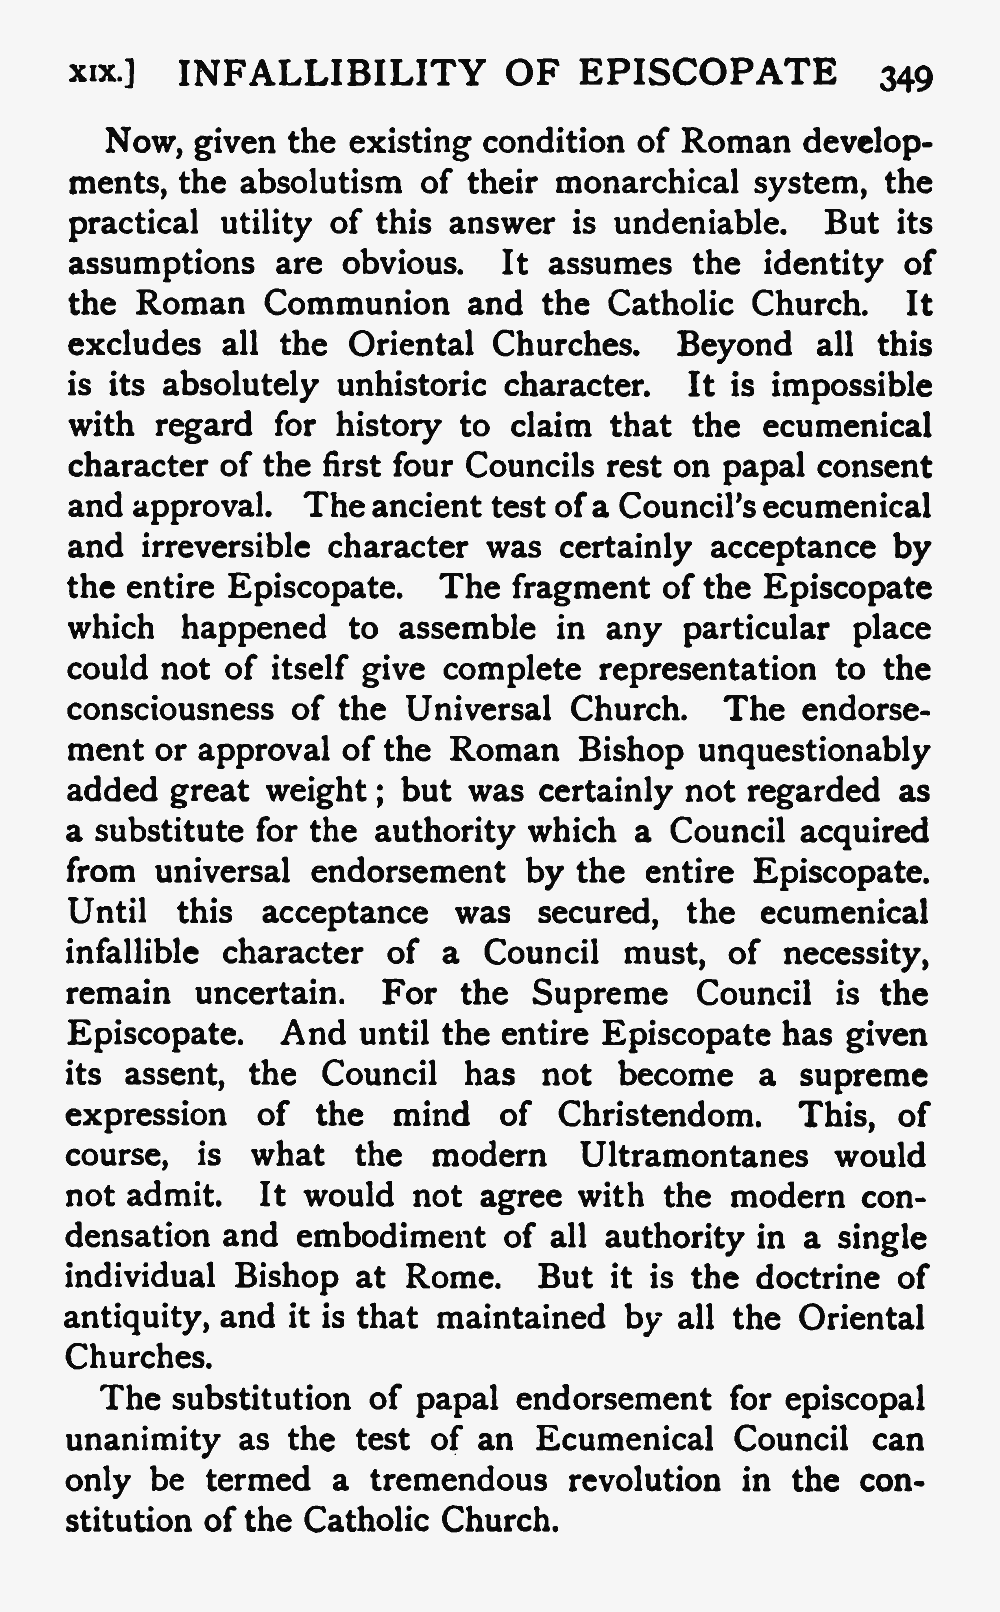 XIX.] INFALLIBILITY OF EPISCOPATE 349
Now, given the existing condition of Roman develop-
ments, the absolutism of their monarchical system, the
practical utility of this answer is undeniable. But its
assumptions are obvious. It assumes the identity of
the Roman Communion and the Catholic Church. It
excludes all the Oriental Churches. Beyond all this
is its absolutely unhistoric character. It is impossible
with regard for history to claim that the ecumenical
character of the first four Councils rest on papal consent
and approval. The ancient test of a Council's ecumenical
and irreversible character was certainly acceptance by
the entire Episcopate. The fragment of the Episcopate
which happened to assemble in any particular place
could not of itself give complete representation to the
consciousness of the Universal Church. The endorse-
ment or approval of the Roman Bishop unquestionably
added great weight ; but was certainly not regarded as
a substitute for the authority which a Council acquired
from universal endorsement by the entire Episcopate.
Until this acceptance was secured, the ecumenical
infallible character of a Council must, of necessity,
remain uncertain. For the Supreme Council is the
Episcopate. And until the entire Episcopate has given
its assent, the Council has not become a supreme
expression of the mind of Christendom. This, of
course, is what the modern Ultramontanes would
not admit. It would not agree with the modern con-
densation and embodiment of all authority in a single
individual Bishop at Rome. But it is the doctrine of
antiquity, and it is that maintained by all the Oriental
Churches.
The substitution of papal endorsement for episcopal
unanimity as the test of an Ecumenical Council can
only be termed a tremendous revolution in the con-
stitution of the Catholic Church.